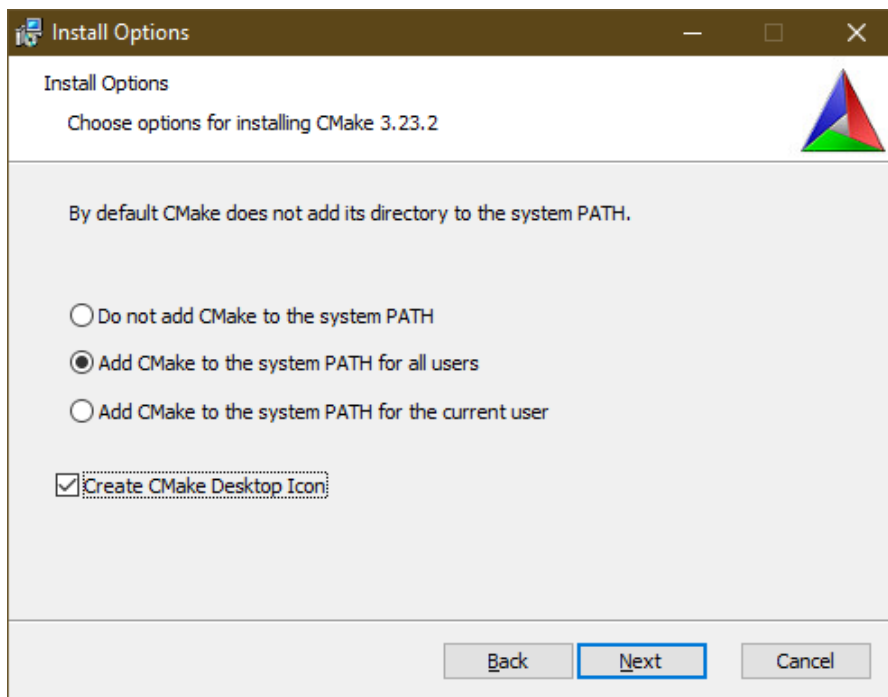 Install Options
Install Options
Choose options for installing CMake 3.23.2
By default CMake does not add its directory to the system PATH.
Do not add CMake to the system PATH
Add CMake to the system PATH for all users
Add CMake to the system PATH for the current user
Create CMake Desktop Icon
Back Next Cancel